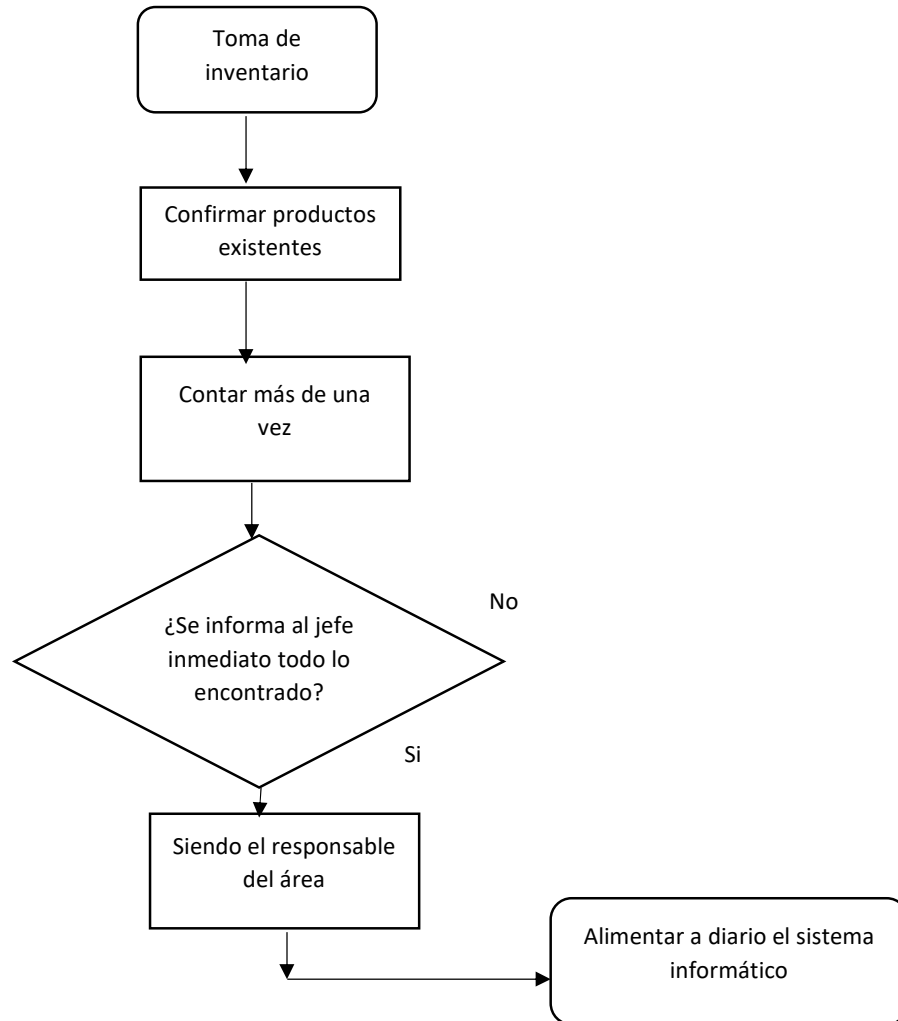 Toma de
inventario
Confirmar productos
existentes
Contar más de una
vez
¿Se informa al jefe
inmediato todo lo
encontrado?
No
Si
Siendo el responsable
del área
Alimentar a diario el sistema
informático